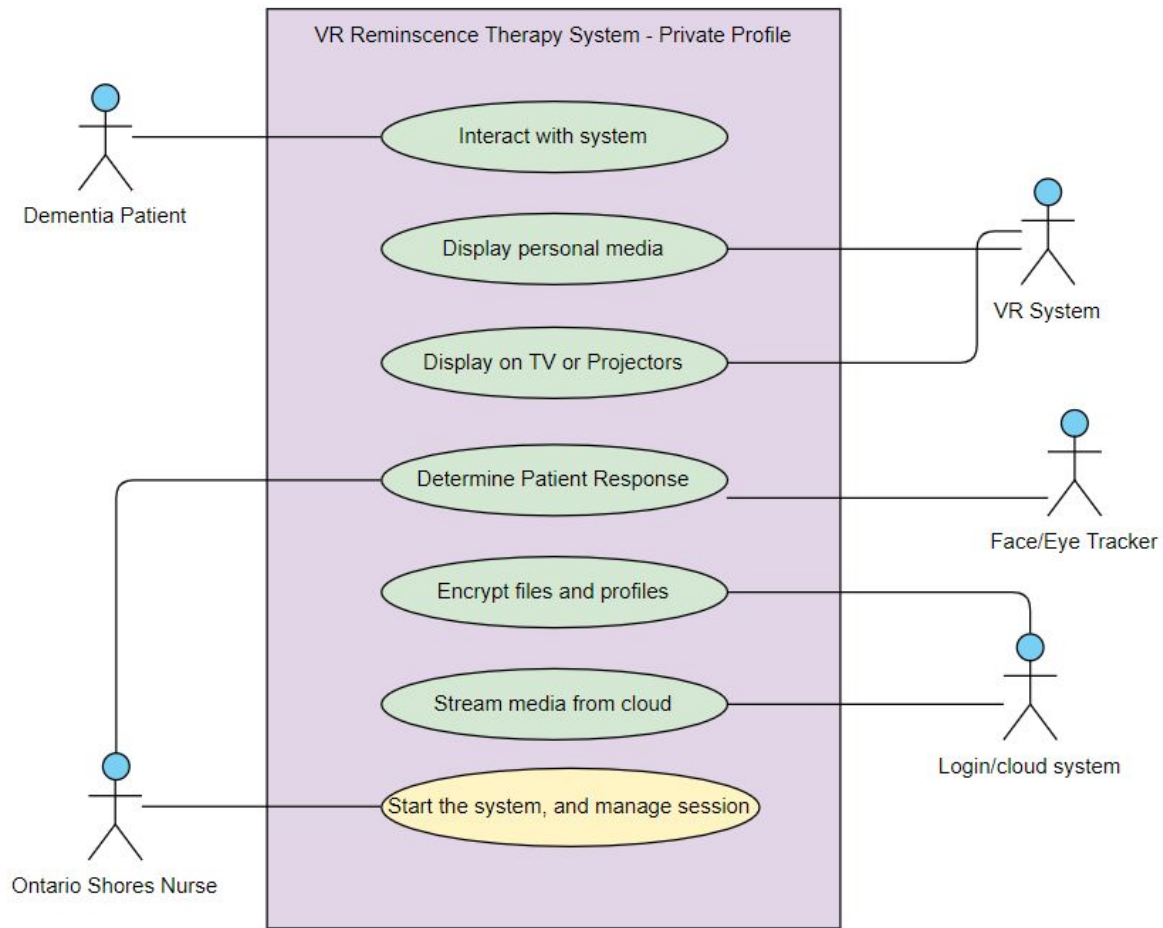 VR Reminscence Therapy System - Private Profile
Interact with system
Dementia Patient
Display personal media
VR System
Display on TV or Projectors
Determine Patient Response
Face/Eye Tracker
Encrypt files and profiles
Stream media from cloud
Login/cloud system
Start the system, and manage session
Ontario Shores Nurse